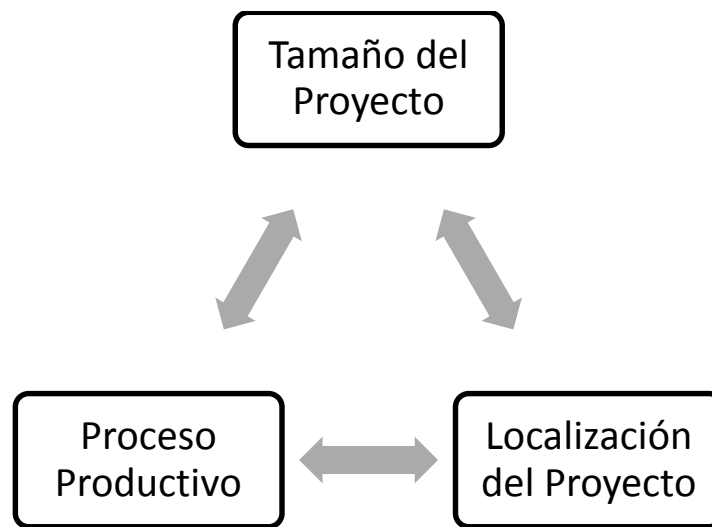 Tamaño del
Proyecto
Proceso
Productivo
Localización
del Proyecto